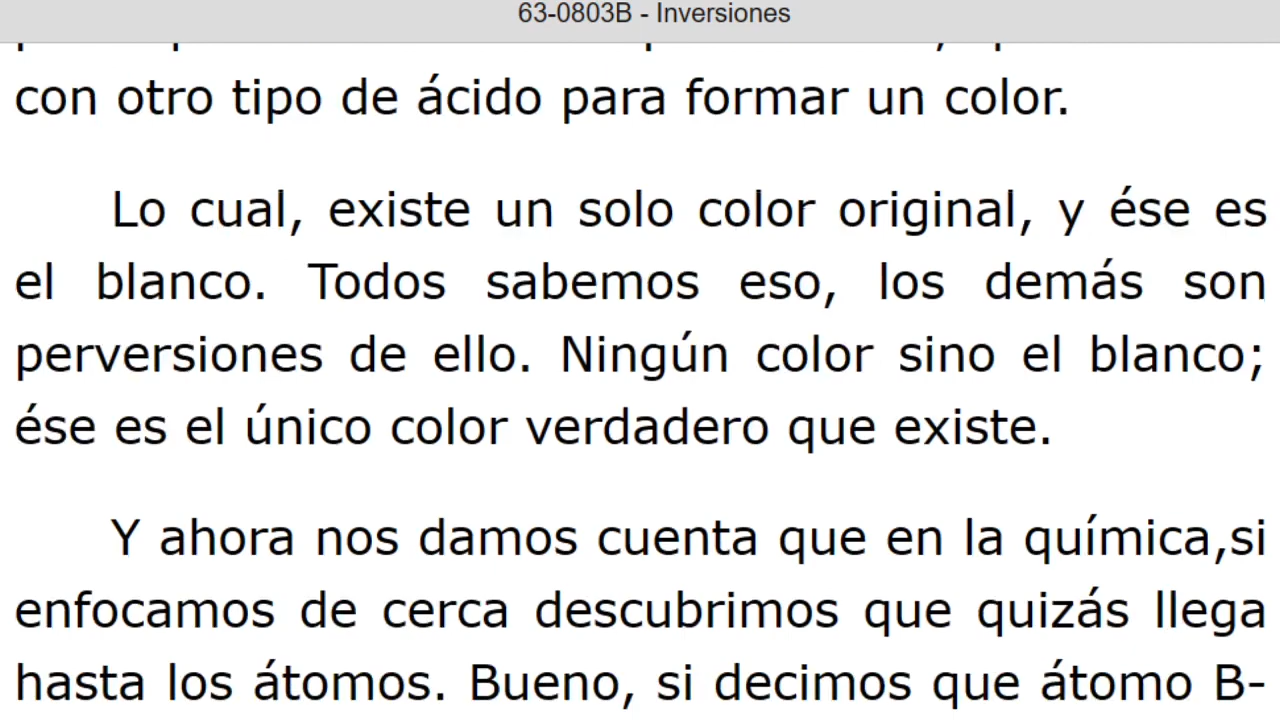 63-0803B - Inversiones
con otro tipo de ácido para formar un color.
Lo cual, existe un solo color original, y ése es
el blanco. Todos sabemos eso, los demás son
perversiones de ello. Ningún color sino el blanco;
ése es el único color verdadero que existe.
Y ahora nos damos cuenta que en la química,si
enfocamos de cerca descubrimos que quizás llega
hasta los átomos. Bueno, si decimos que átomo B-